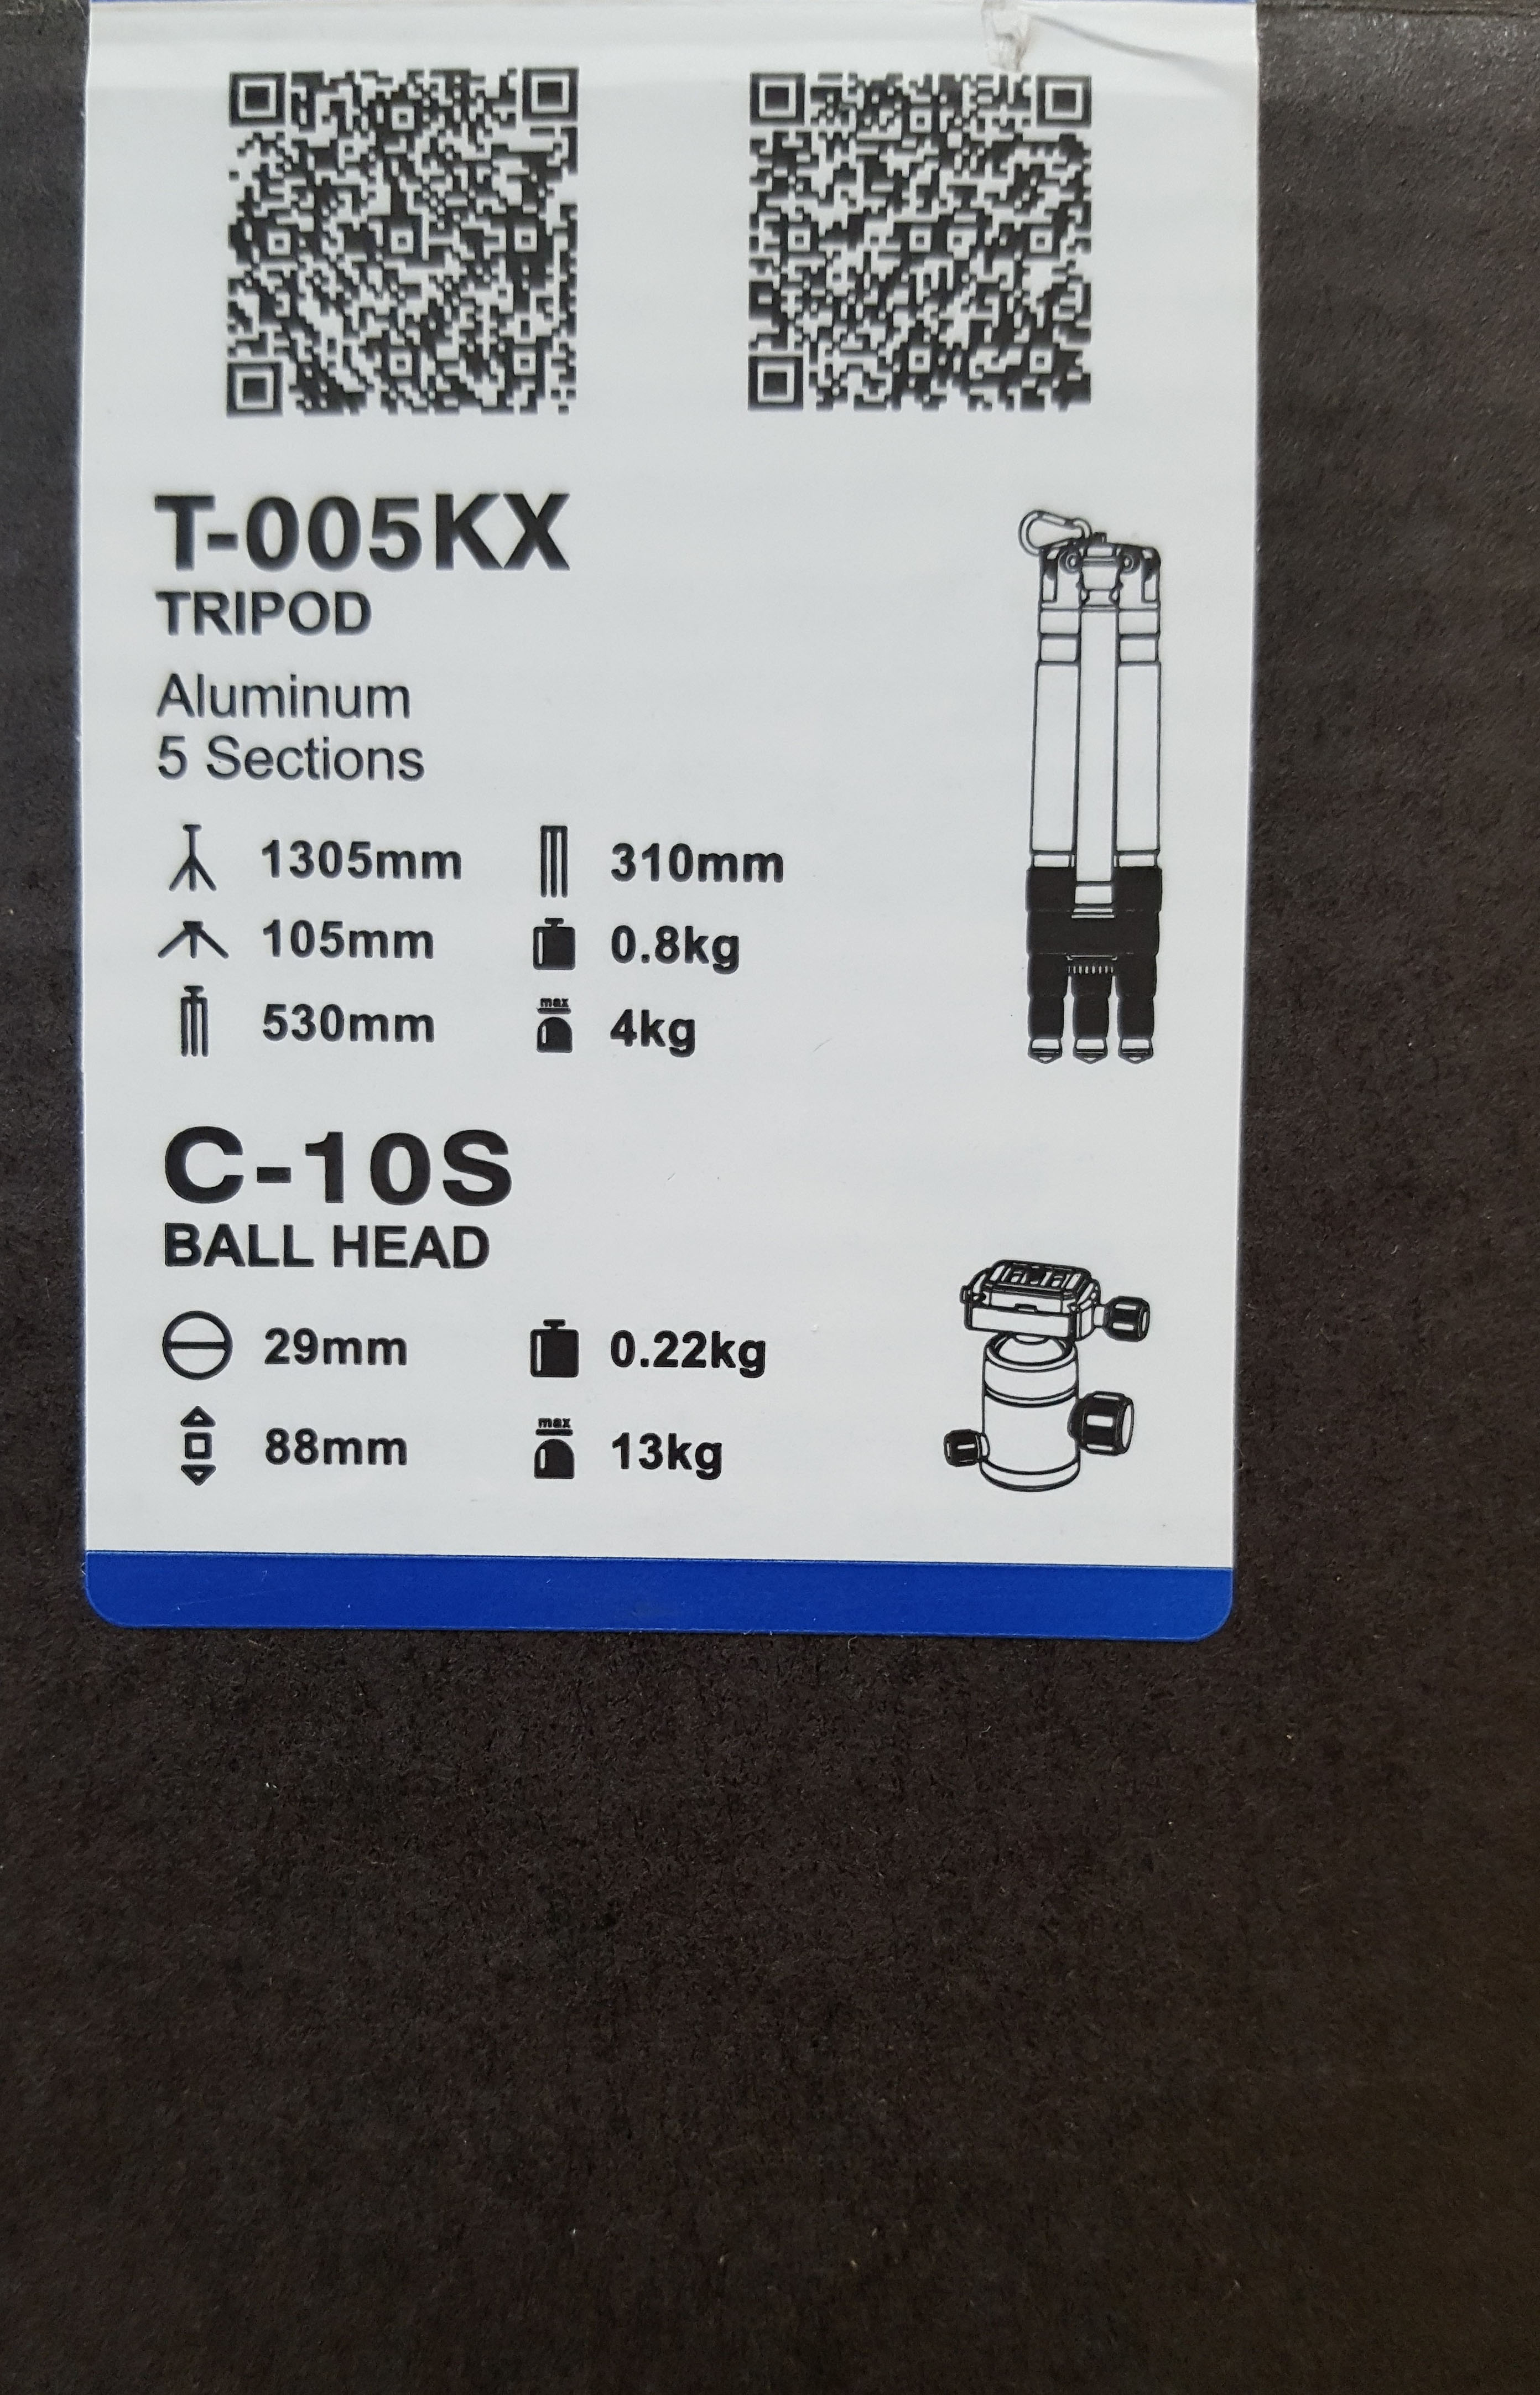 T-005KX
TRIPOD
Aluminum
5 Sections
1305mm 310mm
105mm 0.8kg
max
530mm 4kg
C-10S
BALL HEAD
29mm 0.22kg
max
88mm 13kg